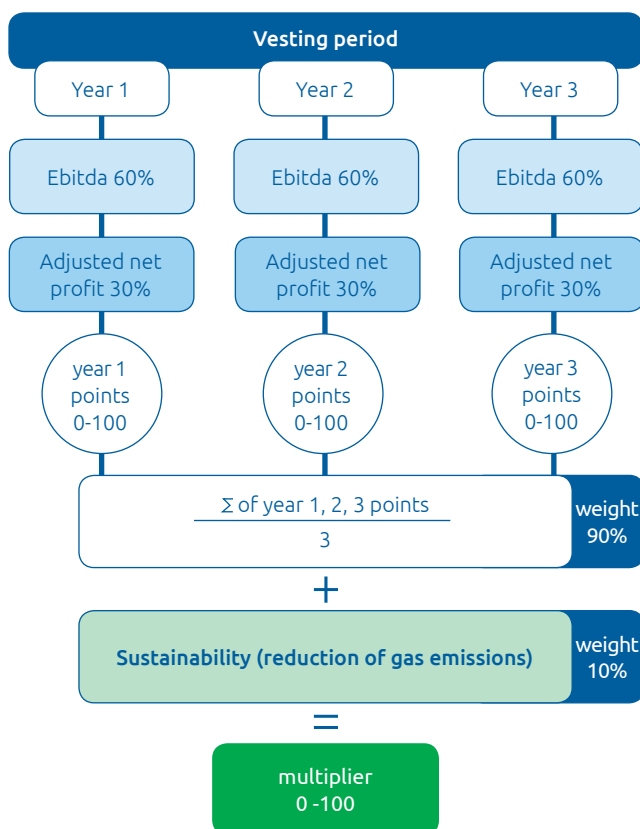 Vesting period
Year 1
Year 2
Year 3
Ebitda 60%
Ebitda 60%
Ebitda 60%
Adjusted net
profit 30%
Adjusted net
profit 30%
Adjusted net
profit 30%
year 1
points
0-100
year 2
points
0-100
year 3
points
0-100
Σ of year 1, 2, 3 points
3
weight
90%
+
Sustainability (reduction of gas emissions)
weight
10%
=
multiplier
0 -100